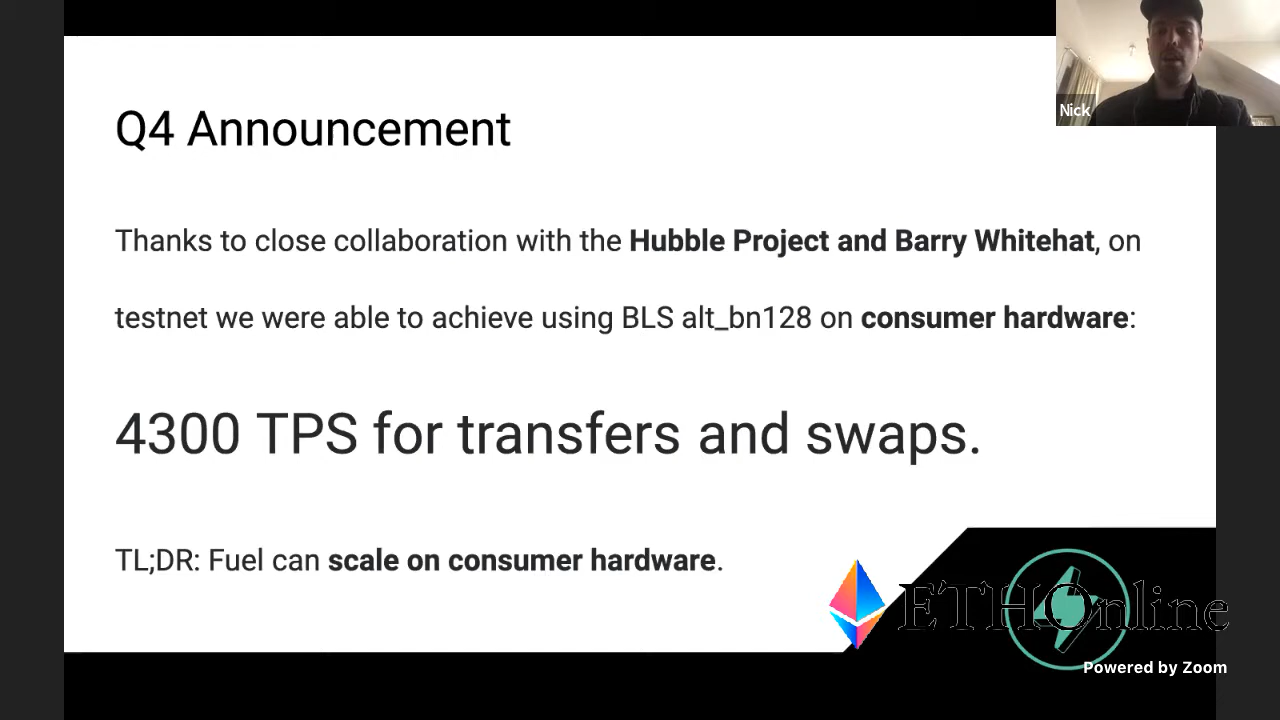 Nick
Q4 Announcement
Thanks to close collaboration with the Hubble Project and Barry Whitehat, on
testnet we were able to achieve using BLS alt_bn128 on consumer hardware:
4300 TPS for transfers and swaps.
TL;DR: Fuel can scale on consumer hardware.
ETHOnline
Powered by Zoom